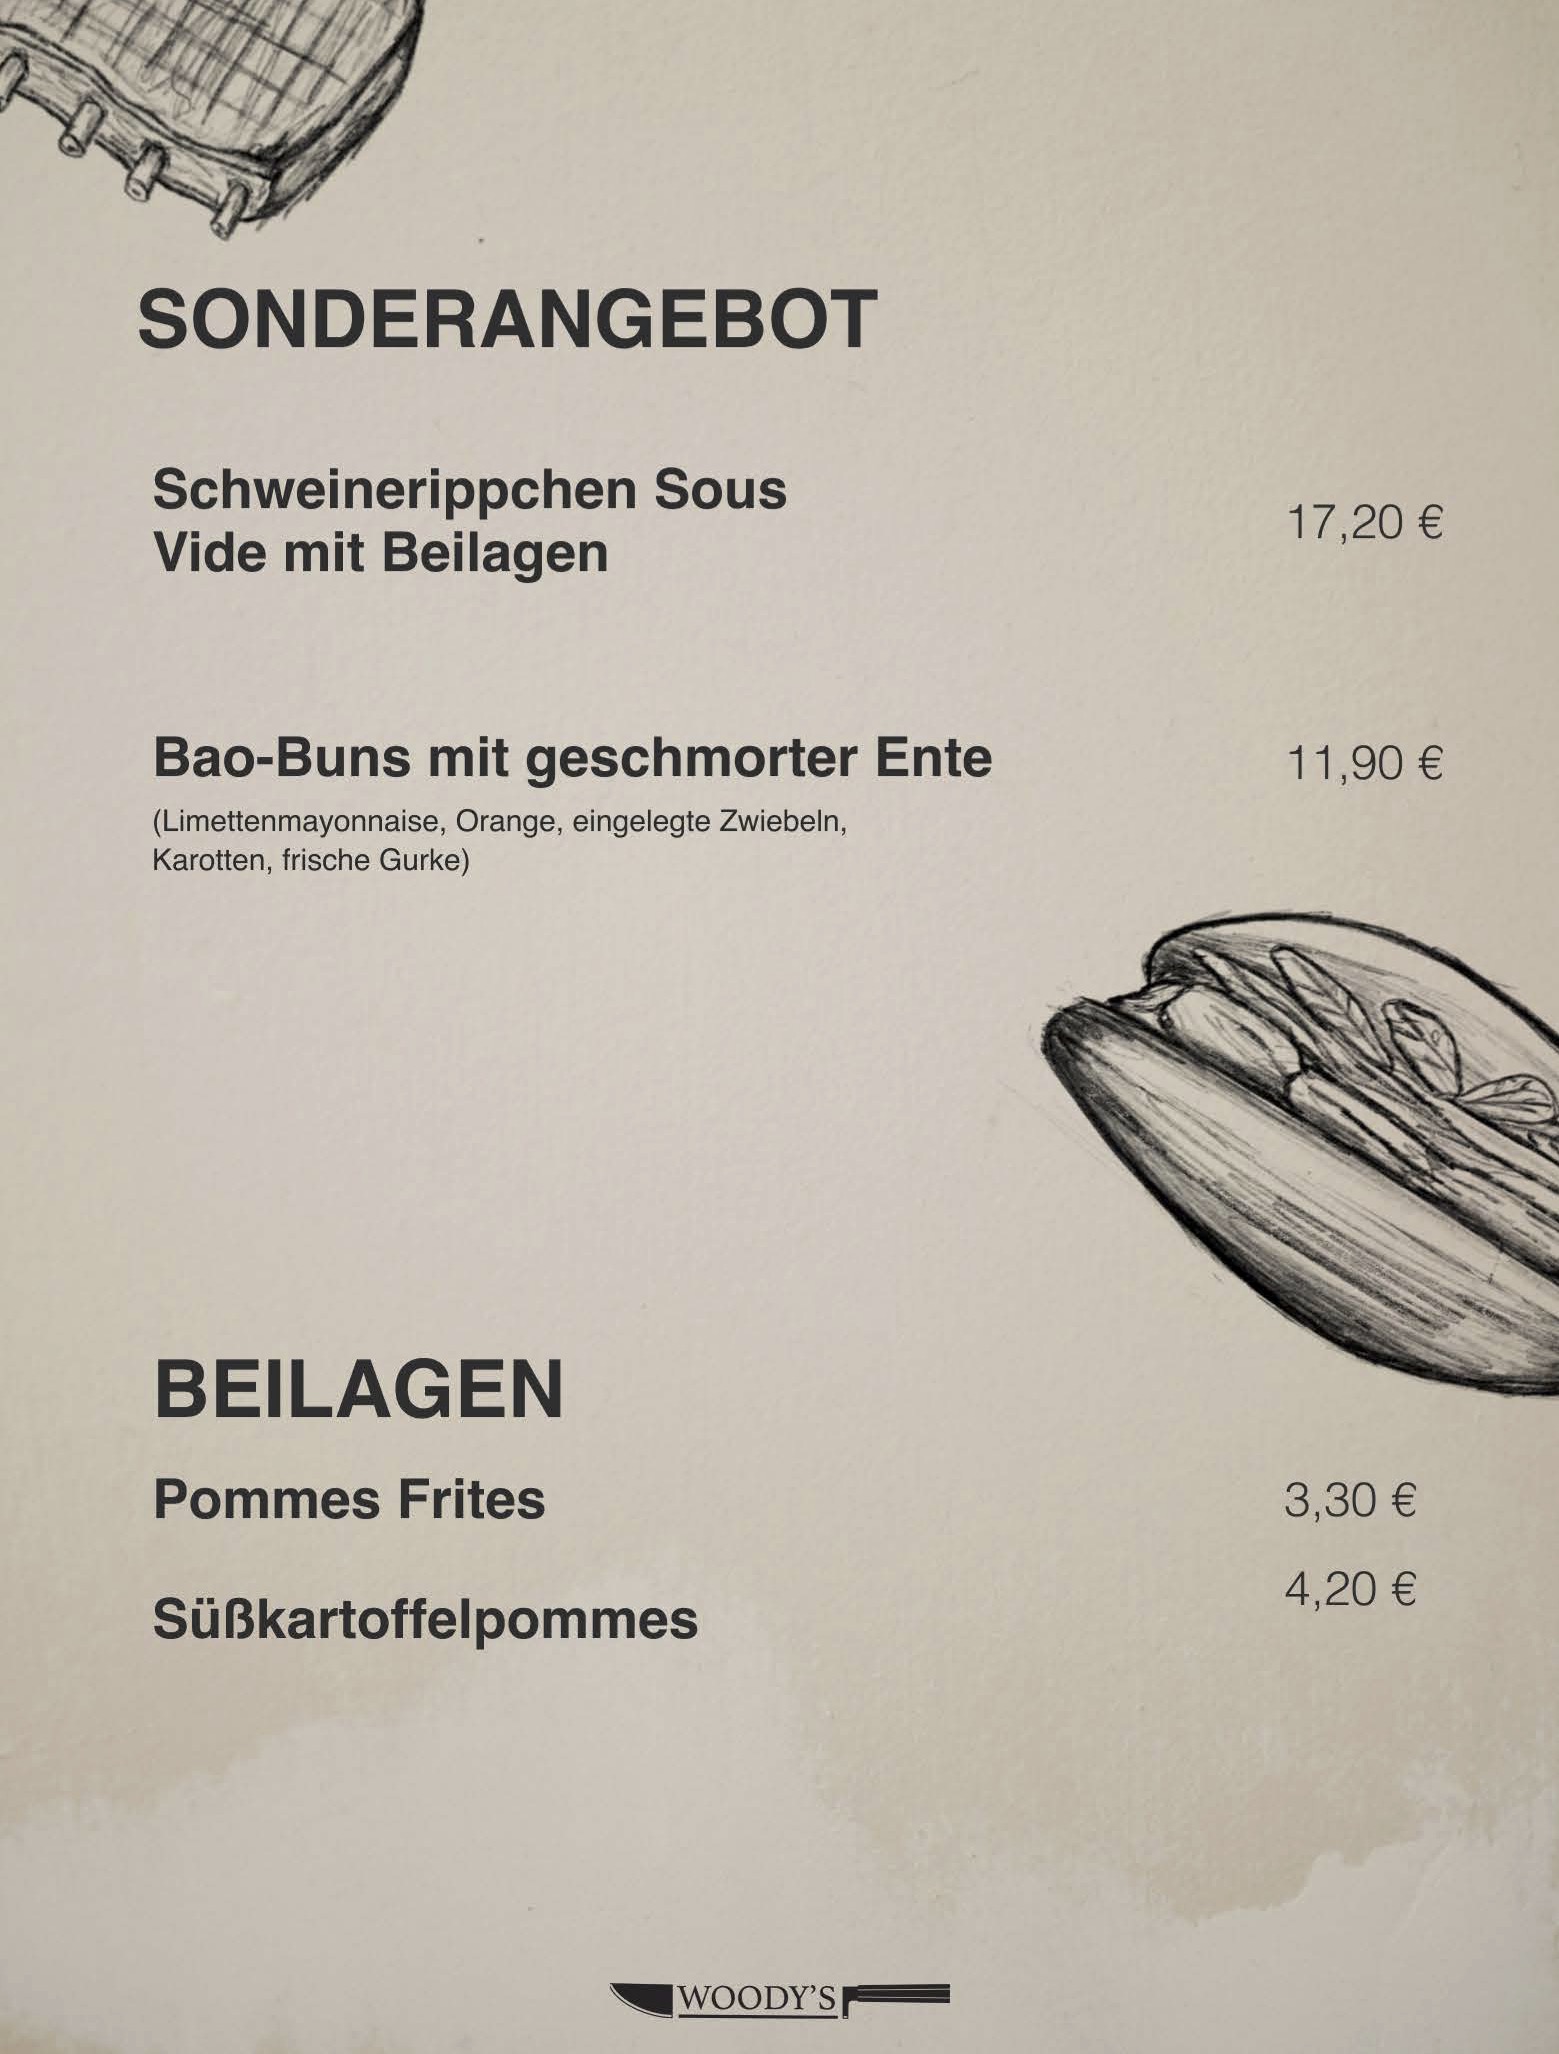 SONDERANGEBOT
Schweinerippchen Sous
Vide mit Beilagen
17,20 €
Bao-Buns mit geschmorter Ente
11,90 €
(Limettenmayonnaise, Orange, eingelegte Zwiebeln,
Karotten, frische Gurke)
BEILAGEN
Pommes Frites
3,30 €
Süßkartoffelpommes
4,20 €
WOODY'S